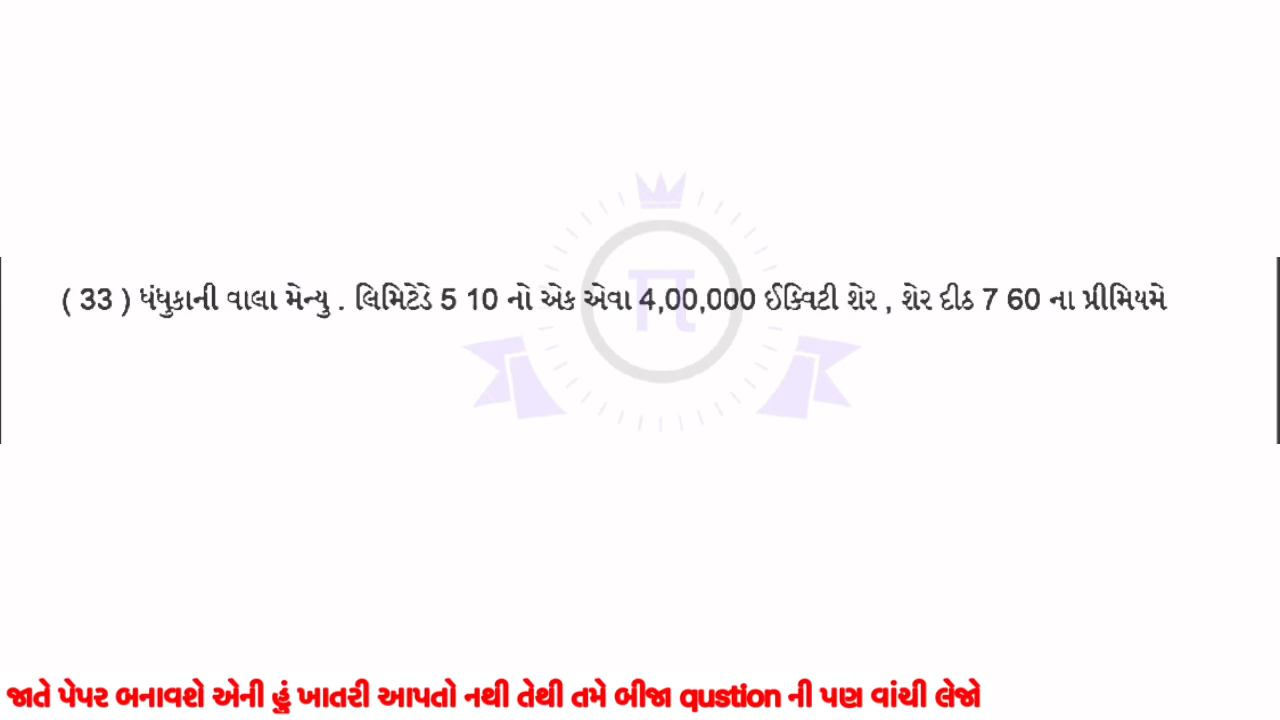 ( 33 ) ધંધુકાની વાલા મેન્યુ . લિમિટેડે 5 10 નો એક એવા 4,00,000 ઈક્વિટી શેર , શેર દીઠ 7 60 ના પ્રીમિયમે
જાતે પેપર બનાવશે એની હું ખાતરી આપતો નથી તેથી તમે બીજા qustion ની પણ વાંચી લેજો